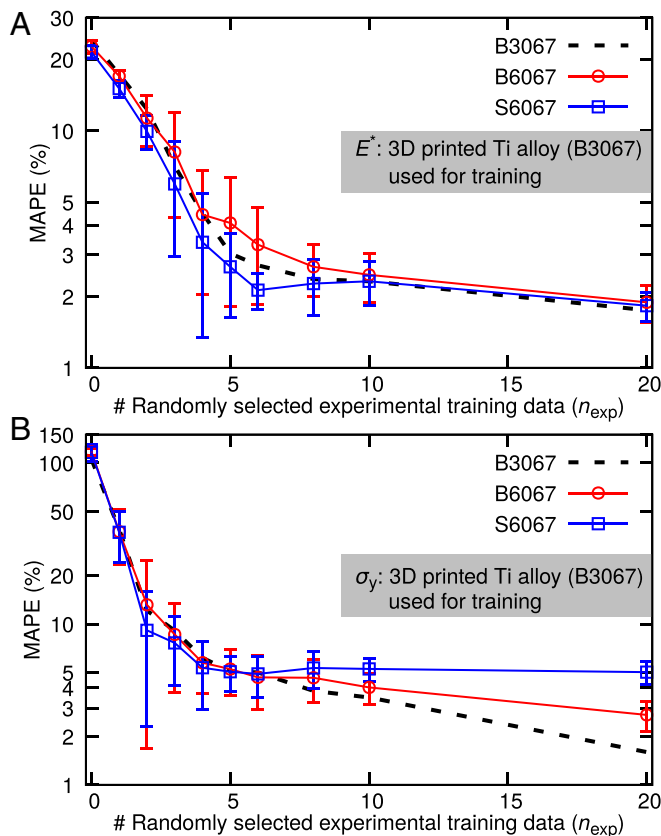 A
30
10
5
4
3
2
1
MAPE (%)
B3067
B6067
S6067
E*: 3D printed Ti alloy (B3067)
used for training
0 5 10 15 20
# Randomly selected experimental training data (nexp)
B
150
100
50
20
10
5
4
3
2
1
MAPE (%)
B3067
B6067
S6067
σy: 3D printed Ti alloy (B3067)
used for training
0 5 10 15 20
# Randomly selected experimental training data (nexp)